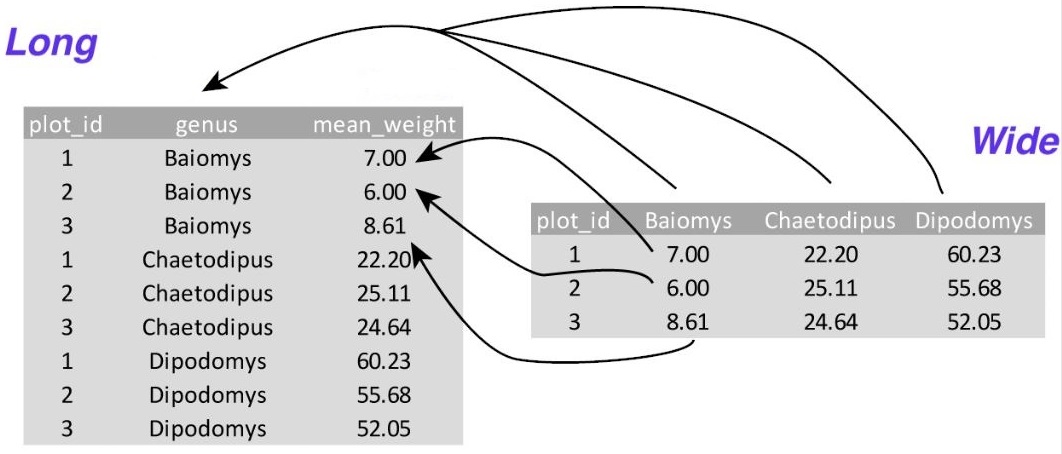 Long
plot_id genus mean_weight
1 Baiomys 7.00
2 Baiomys 6.00
3 Baiomys 8.61
1 Chaetodipus 22.20
2 Chaetodipus 25.11
3 Chaetodipus 24.64
1 Dipodomys 60.23
2 Dipodomys 55.68
3 Dipodomys 52.05
Wide
plot_id Baiomys Chaetodipus Dipodomys
1 7.00 22.20 60.23
2 6.00 25.11 55.68
3 8.61 24.64 52.05